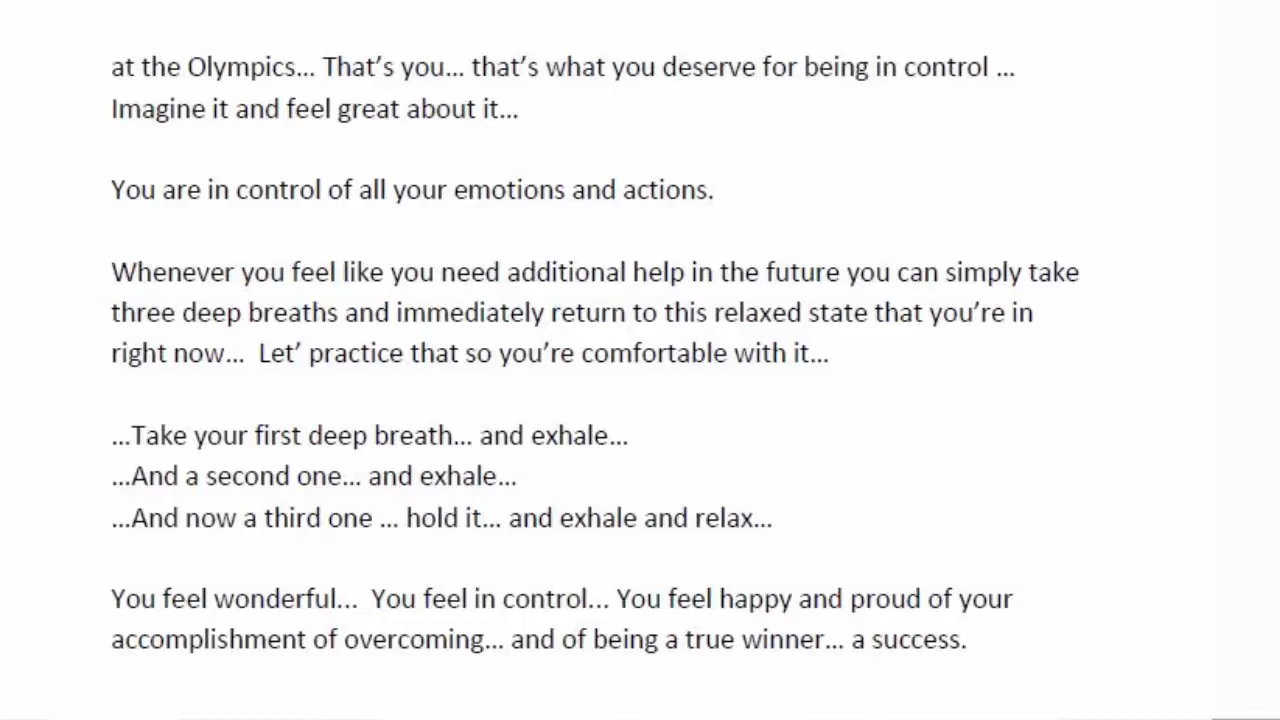 at the Olympics... That’s you... that’s what you deserve for being in control ...
Imagine it and feel great about it...
You are in control of all your emotions and actions.
Whenever you feel like you need additional help in the future you can simply take
three deep breaths and immediately return to this relaxed state that you’re in
right now...  Let’ practice that so you’re comfortable with it...
...Take your first deep breath... and exhale...
...And a second one... and exhale...
...And now a third one ... hold it... and exhale and relax...
You feel wonderful...  You feel in control... You feel happy and proud of your
accomplishment of overcoming... and of being a true winner... a success.